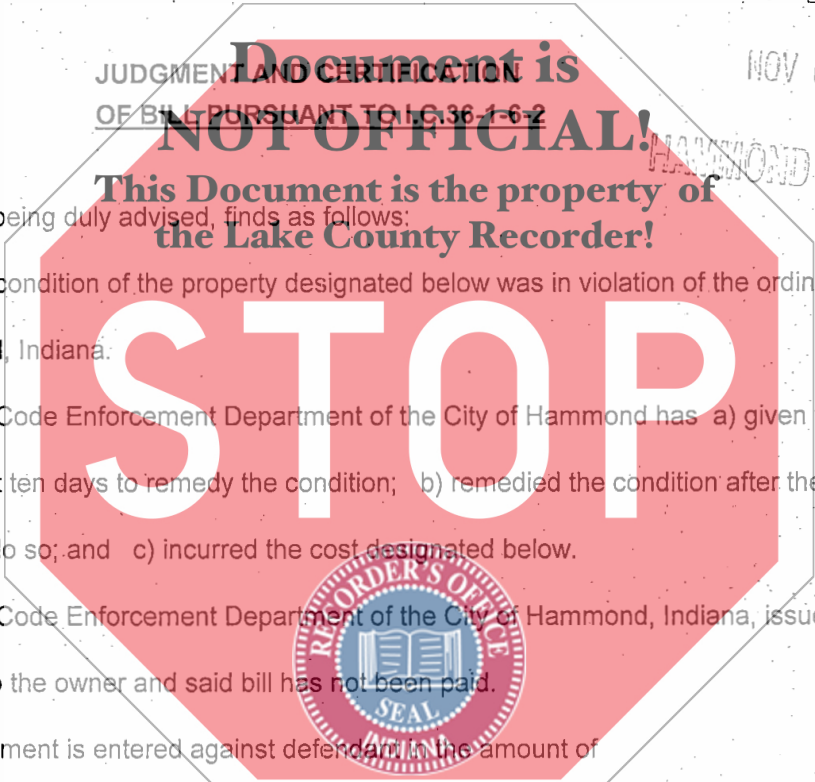 JUDGMENT AND CERTIFICATION
OF BILL PURSUANT TO I.C.36-1-6-2
NOV
HAMMOND
Document is
NOT OFFICIAL!
This Document is the property of
the Lake County Recorder!
STOP
being duly advised, finds as follows:
condition of the property designated below was in violation of the ordin
, Indiana.
Code Enforcement Department of the City of Hammond has a) given
ten days to remedy the condition; b) remedied the condition after the
so; and c) incurred the cost designated below.
Code Enforcement Department of the City of Hammond, Indiana, issu
the owner and said bill has not been paid.
ment is entered against defendant in the amount of
RECORDER'S OFFICE
SEAL
INDIANA